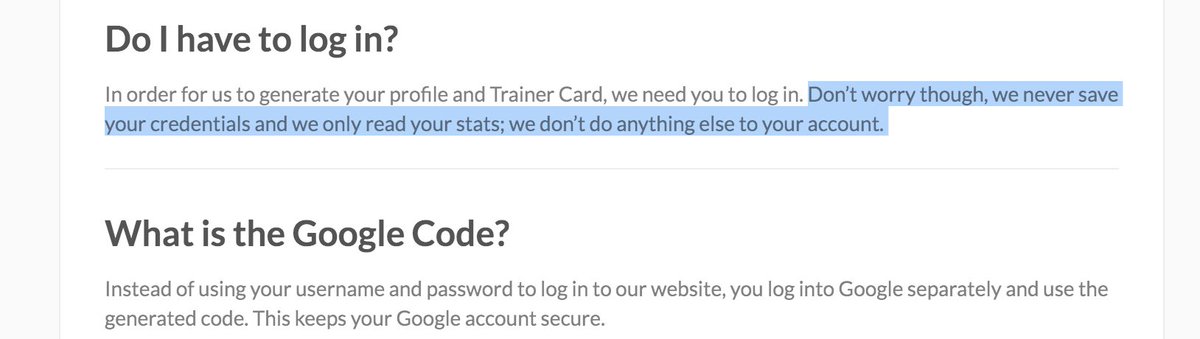 Do I have to log in?
In order for us to generate your profile and Trainer Card, we need you to log in. Don’t worry though, we never save
your credentials and we only read your stats; we don’t do anything else to your account.
What is the Google Code?
Instead of using your username and password to log in to our website, you log into Google separately and use the
generated code. This keeps your Google account secure.